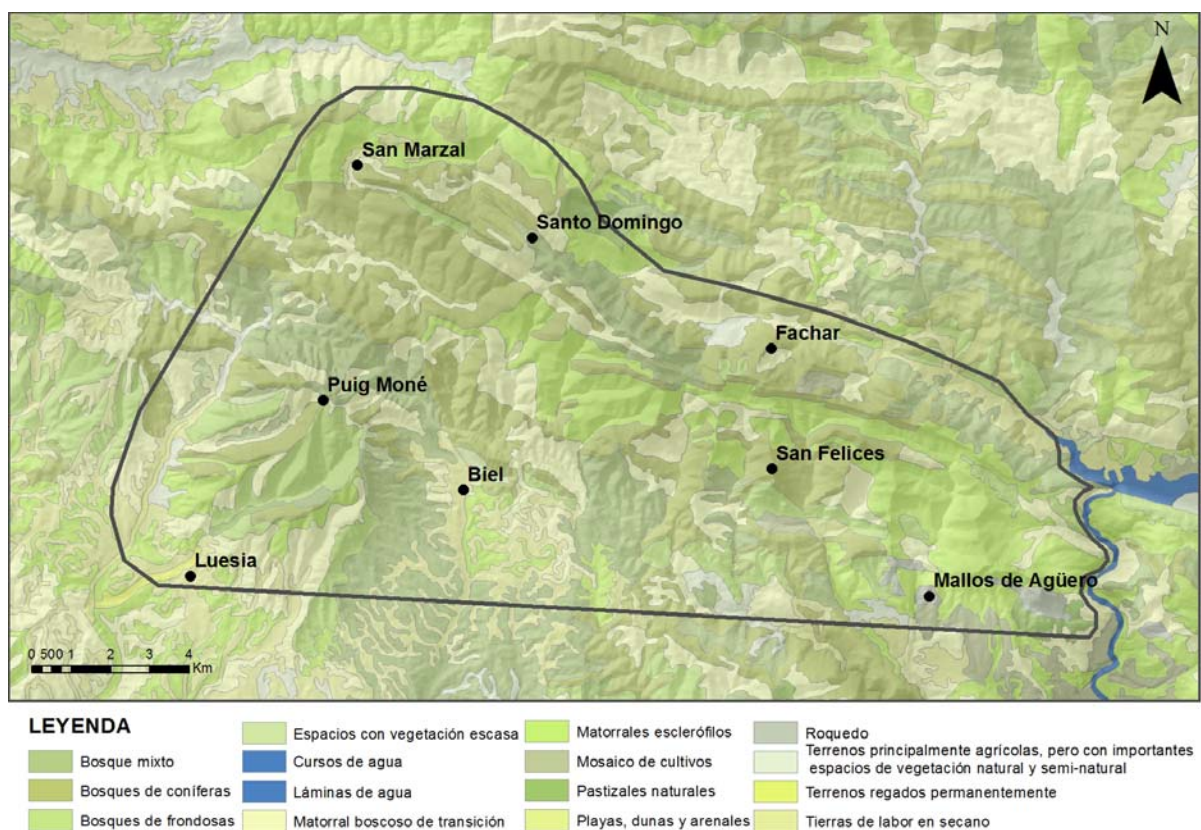 N
San Marzal
Santo Domingo
Fachar
Puig Moné
San Felices
Biel
Luesia
Mallos de Agüero
0 500 1 2 3 4
Km
LEYENDA
Bosque mixto
Bosques de coníferas
Bosques de frondosas
Espacios con vegetación escasa
Cursos de agua
Láminas de agua
Matorral boscoso de transición
Matorrales esclerófilos
Mosaico de cultivos
Pastizales naturales
Playas, dunas y arenales
Roquedo
Terrenos principalmente agrícolas, pero con importantes
espacios de vegetación natural y semi-natural
Terrenos regados permanentemente
Tierras de labor en secano